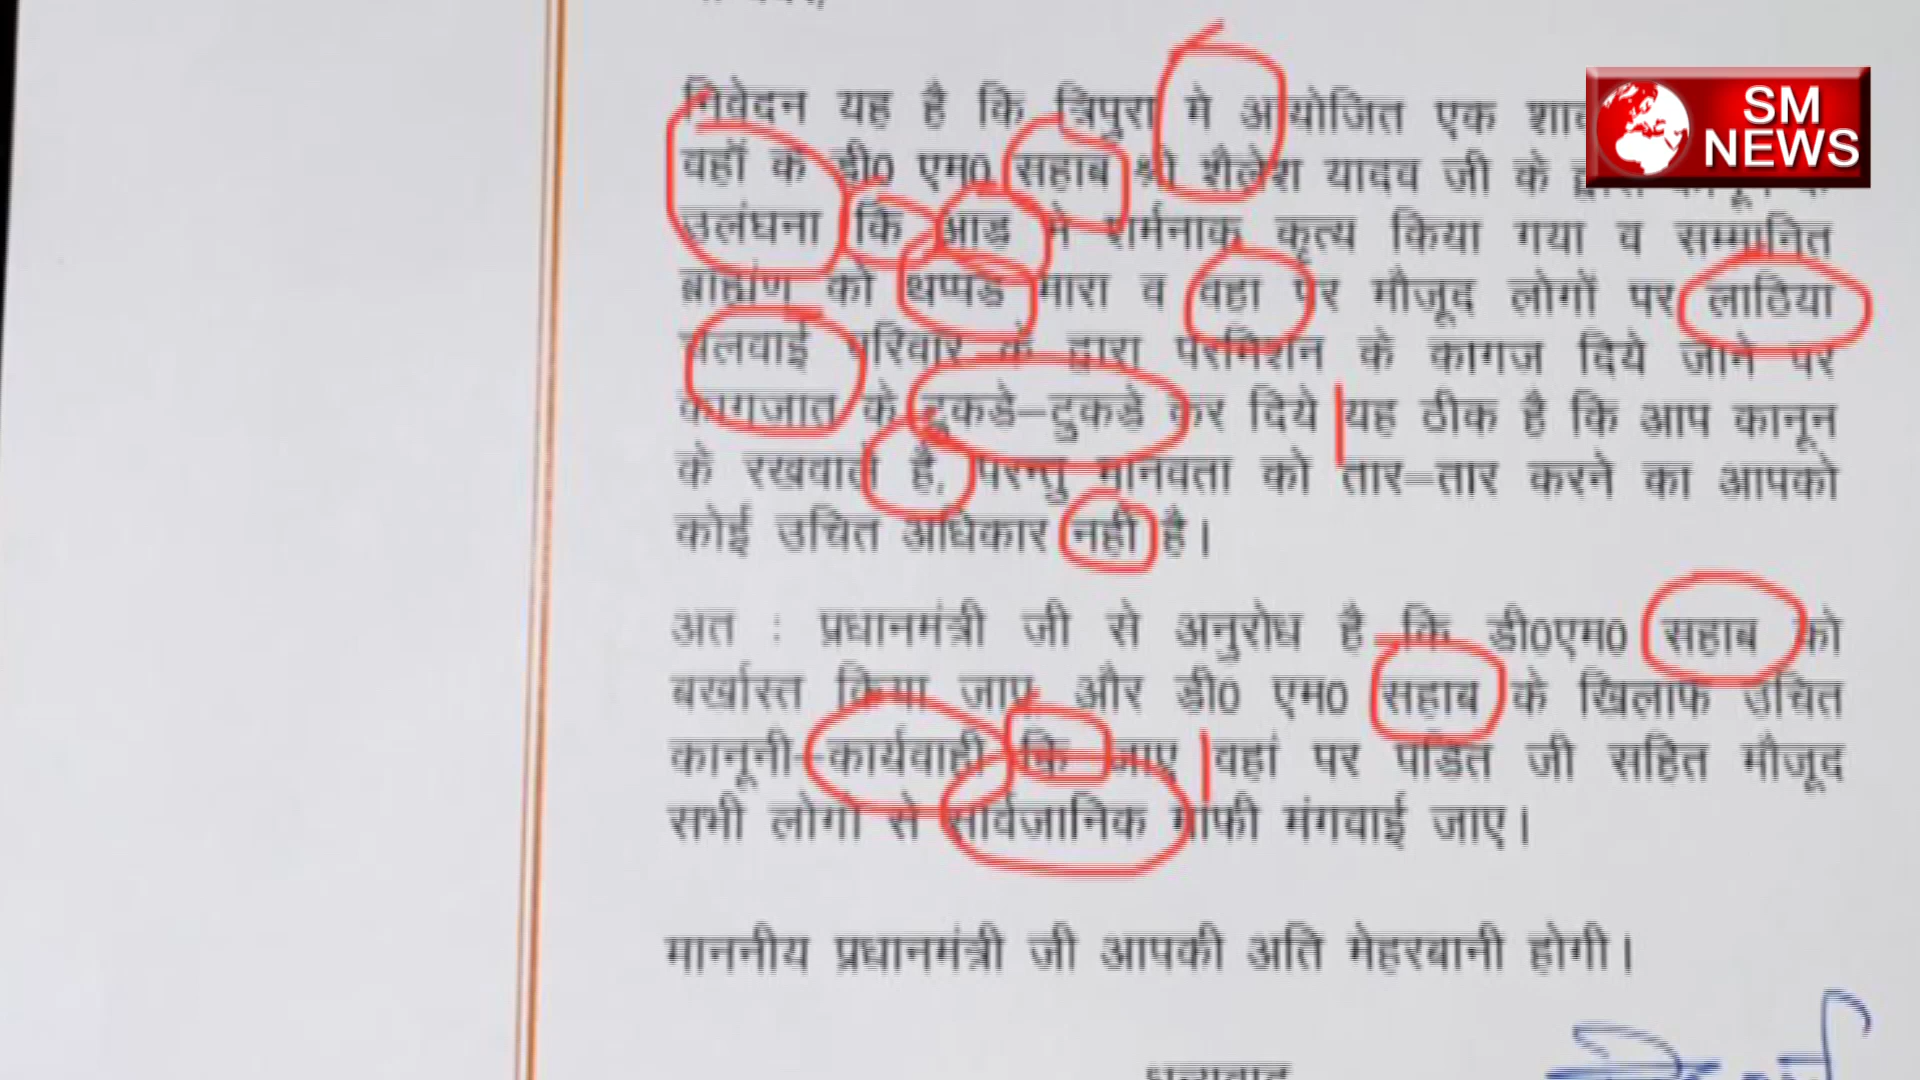 निवेदन यह है कि त्रिपुरा मे आयोजित एक
SM
NEWS
वहाँ के डी0 एम0 सहाब श्री शैलेश यादव जी के द्वारा
उलंघना कि आड मे शर्मनाक कृत्य किया गया व सम्मानित
ब्राह्मंण को थप्पड मारा व वहा पर मौजूद लोगों पर लाठिया
चलवाई परिवार के द्वारा परमिशन के कागज दिये जाने पर
कागजात के टुकडे–टुकडे कर दिये यह ठीक है कि आप कानून
के रखवाले है, परन्तु मानवता को तार–तार करने का आपको
कोई उचित अधिकार नही है।
अत : प्रधानमंत्री जी से अनुरोध है कि डी0एम0 सहाब को
बर्खास्त किया जाए और डी0 एम0 सहाब के खिलाफ उचित
कानूनी–कार्यवाही कि जाए वहां पर पंडित जी सहित मौजूद
सभी लोगो से सार्वजानिक माफी मंगवाई जाए।
माननीय प्रधानमंत्री जी आपकी अति मेहरबानी होगी।